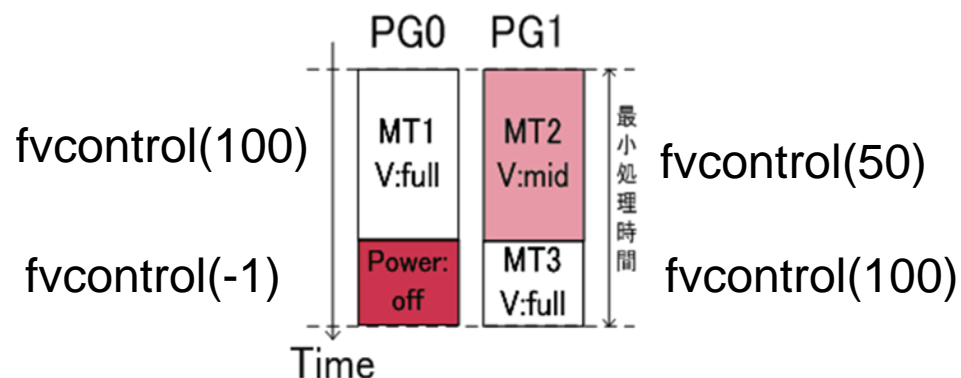 PG0 PG1
fvcontrol(100)
MT1
V:full
MT2
V:mid
最小処理時間
fvcontrol(50)
fvcontrol(-1)
Power:
off
MT3
V:full
fvcontrol(100)
Time